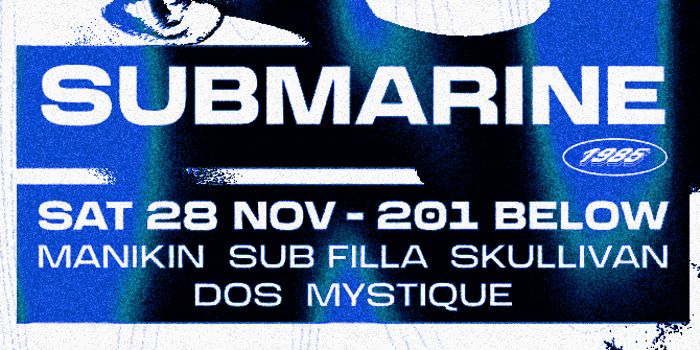 SUBMARINE
1985
SAT 28 NOV - 201 BELOW
MANIKIN SUB FILLA SKULLIVAN
DOS MYSTIQUE